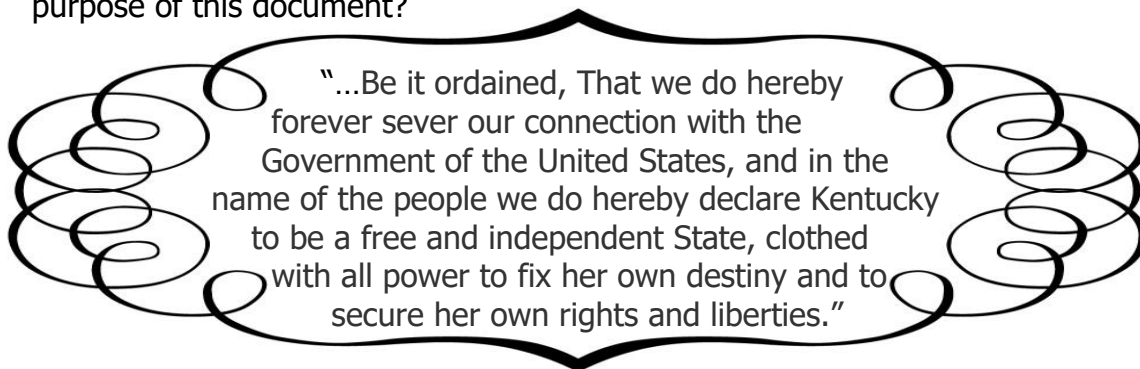 purpose of this document?
“...Be it ordained, That we do hereby
forever sever our connection with the
Government of the United States, and in the
name of the people we do hereby declare Kentucky
to be a free and independent State, clothed
with all power to fix her own destiny and to
secure her own rights and liberties.”